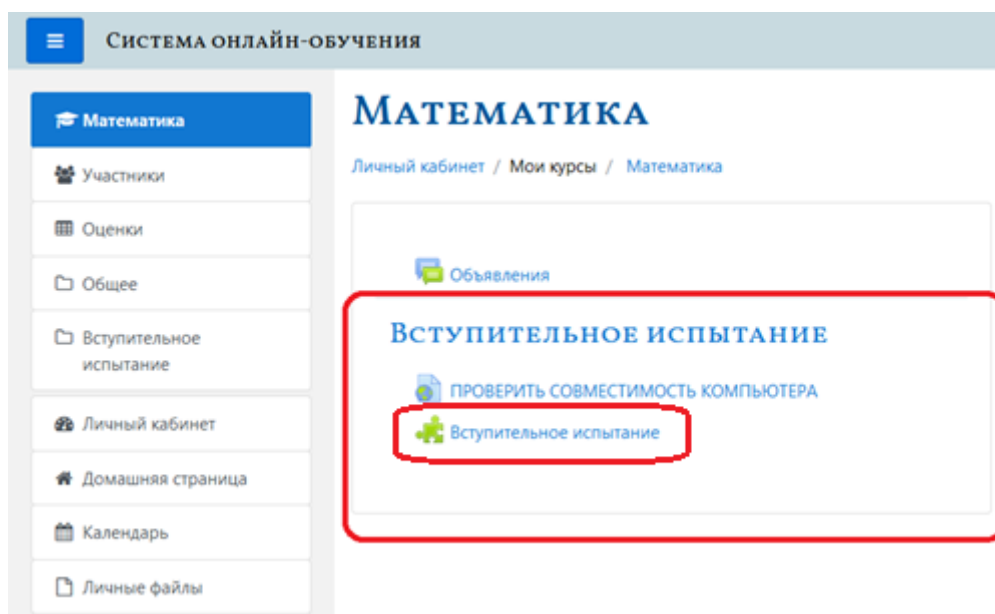 Система онлайн-обучения
Математика
Участники
Оценки
Общее
Вступительное
испытание
Личный кабинет
Домашняя страница
Календарь
Личные файлы
Математика
Личный кабинет / Мои курсы / Математика
Объявления
Вступительное испытание
ПРОВЕРИТЬ СОВМЕСТИМОСТЬ КОМПЬЮТЕРА
Вступительное испытание